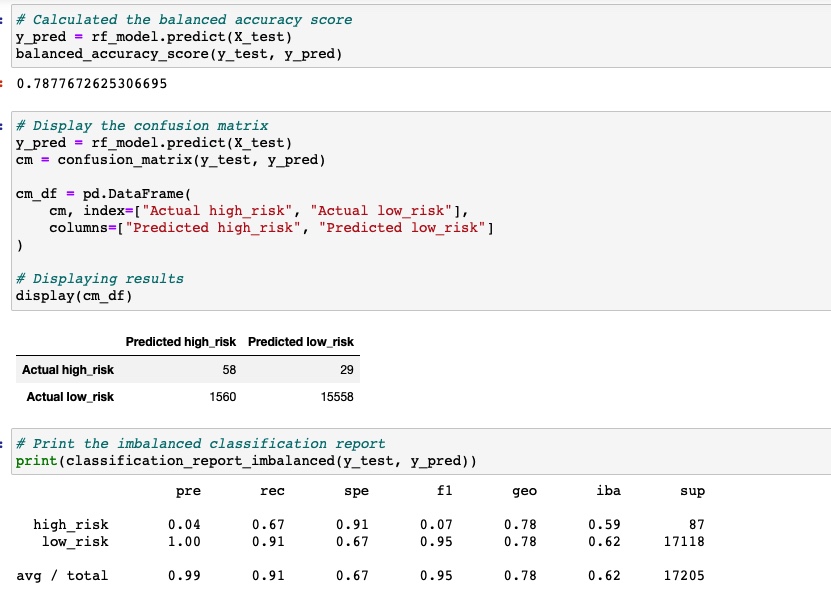 # Calculated the balanced accuracy score
y_pred = rf_model.predict(X_test)
balanced_accuracy_score(y_test, y_pred)
0.7877672625306695
# Display the confusion matrix
y_pred = rf_model.predict(X_test)
cm = confusion_matrix(y_test, y_pred)
cm_df = pd.DataFrame(
    cm, index=["Actual high_risk", "Actual low_risk"],
    columns=["Predicted high_risk", "Predicted low_risk"]
)
# Displaying results
display(cm_df)
Predicted high_risk Predicted low_risk
Actual high_risk 58 29
Actual low_risk 1560 15558
# Print the imbalanced classification report
print(classification_report_imbalanced(y_test, y_pred))
pre rec spe f1 geo iba sup
high_risk 0.04 0.67 0.91 0.07 0.78 0.59 87
low_risk 1.00 0.91 0.67 0.95 0.78 0.62 17118
avg / total 0.99 0.91 0.67 0.95 0.78 0.62 17205